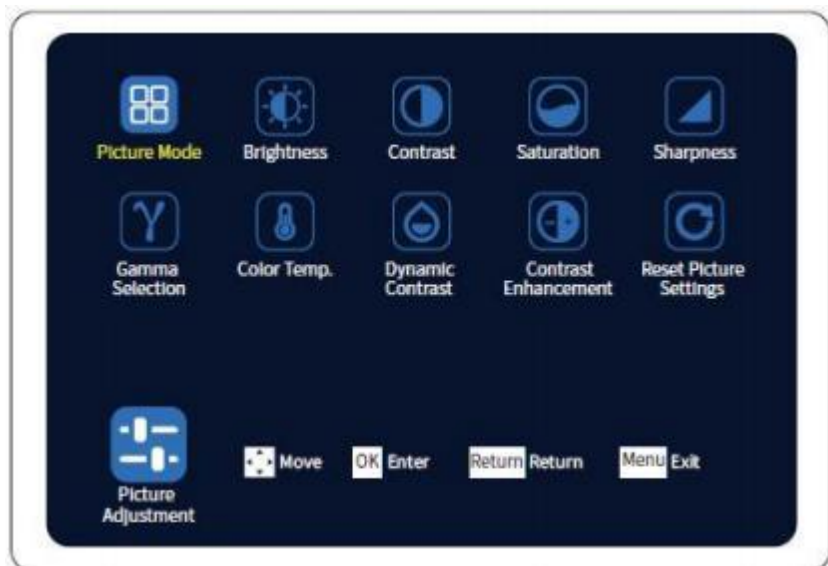 Picture Mode
Brightness
Contrast
Saturation
Sharpness
Gamma
Selection
Color Temp.
Dynamic
Contrast
Contrast
Enhancement
Reset Picture
Settings
Move
OK Enter
Return Return
Menu Exit
Picture
Adjustment